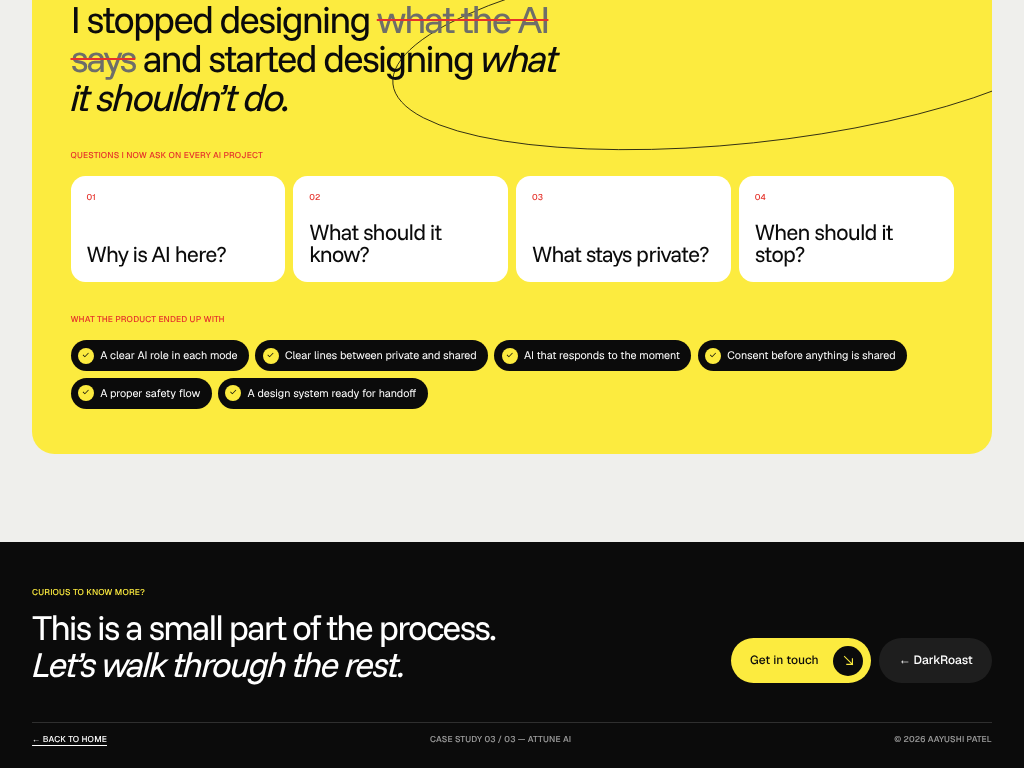 I stopped designing what the AI
says and started designing what
it shouldn’t do.
QUESTIONS I NOW ASK ON EVERY AI PROJECT
01
Why is AI here?
02
What should it
know?
03
What stays private?
04
When should it
stop?
WHAT THE PRODUCT ENDED UP WITH
A clear AI role in each mode
Clear lines between private and shared
AI that responds to the moment
Consent before anything is shared
A proper safety flow
A design system ready for handoff
CURIOUS TO KNOW MORE?
This is a small part of the process.
Let’s walk through the rest.
Get in touch
← DarkRoast
← BACK TO HOME
CASE STUDY 03 / 03 — ATTUNE AI
© 2026 AAYUSHI PATEL